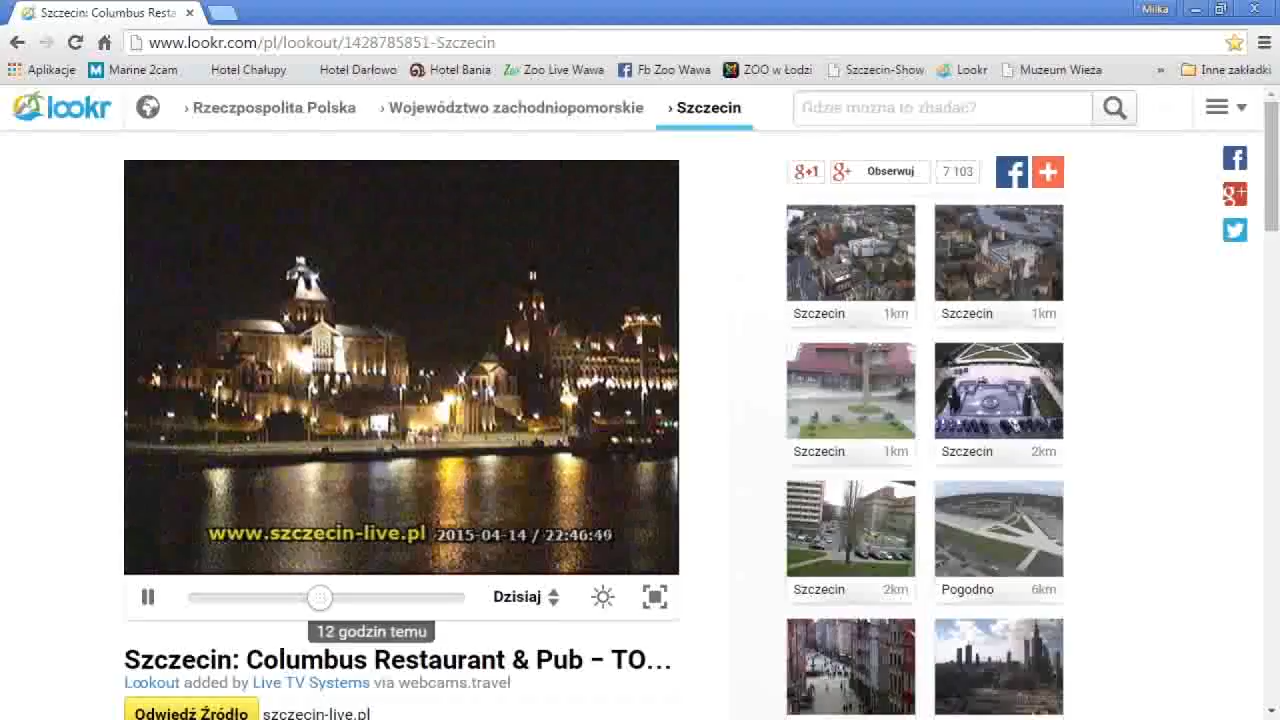 Szczecin: Columbus Resta
Milka
www.lookr.com/pl/lookout/1428785851-Szczecin
Aplikacje
Marine 2cam
Hotel Chałupy
Hotel Darłowo
Hotel Bania
Zoo Live Wawa
Fb Zoo Wawa
ZOO w Łodzi
Szczecin-Show
Lookr
Muzeum Wieża
»
Inne zakładki
lookr
› Rzeczpospolita Polska
› Województwo zachodniopomorskie
› Szczecin
Gdzie można to zbadać?
g+1
g+ Obserwuj
7 103
Szczecin 1km
Szczecin 1km
Szczecin 1km
Szczecin 2km
Szczecin 2km
Pogodno 6km
www.szczecin-live.pl 2015-04-14 / 22:46:49
Dzisiaj
12 godzin temu
Szczecin: Columbus Restaurant & Pub – TO...
Lookout added by Live TV Systems via webcams.travel
Odwiedź Źródło szczecin-live.pl